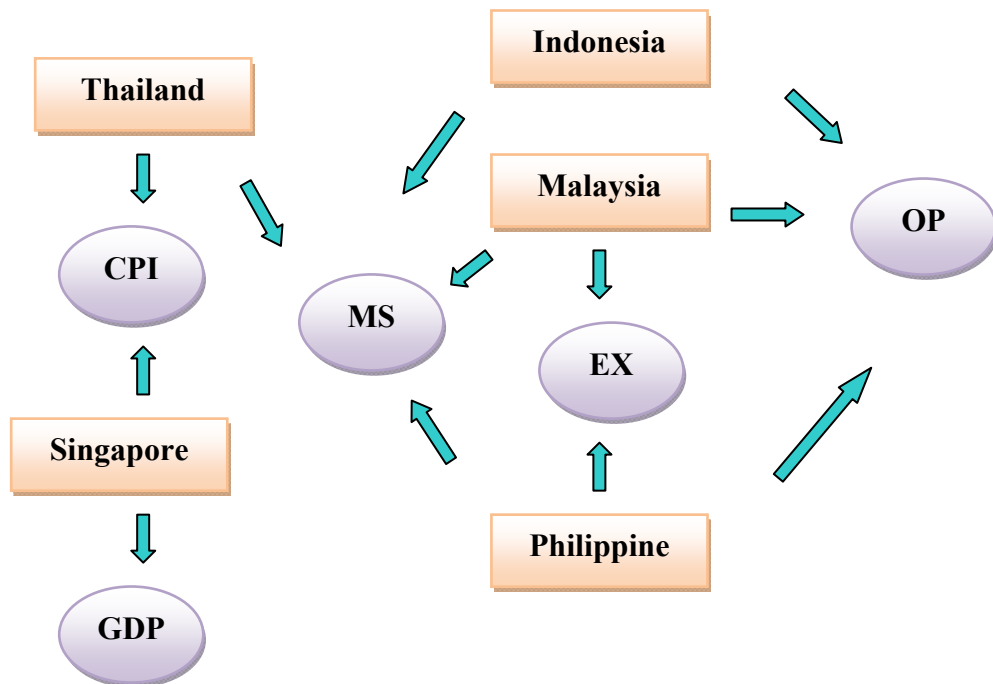 Indonesia
Thailand
Malaysia
OP
CPI
MS
EX
Singapore
Philippine
GDP